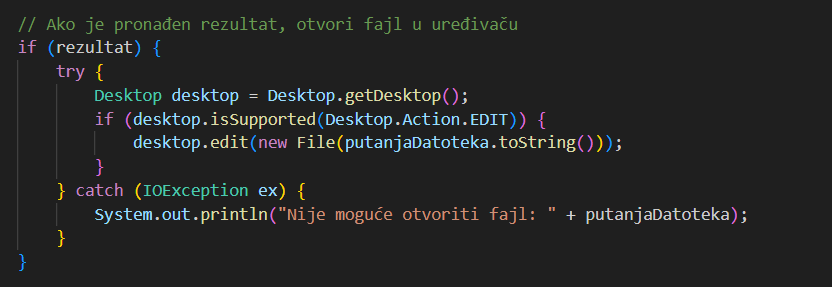 // Ako je pronađen rezultat, otvori fajl u uređivaču
if (rezultat) {
    try {
        Desktop desktop = Desktop.getDesktop();
        if (desktop.isSupported(Desktop.Action.EDIT)) {
            desktop.edit(new File(putanjaDatoteka.toString()));
        }
    } catch (IOException ex) {
        System.out.println("Nije moguće otvoriti fajl: " + putanjaDatoteka);
    }
}